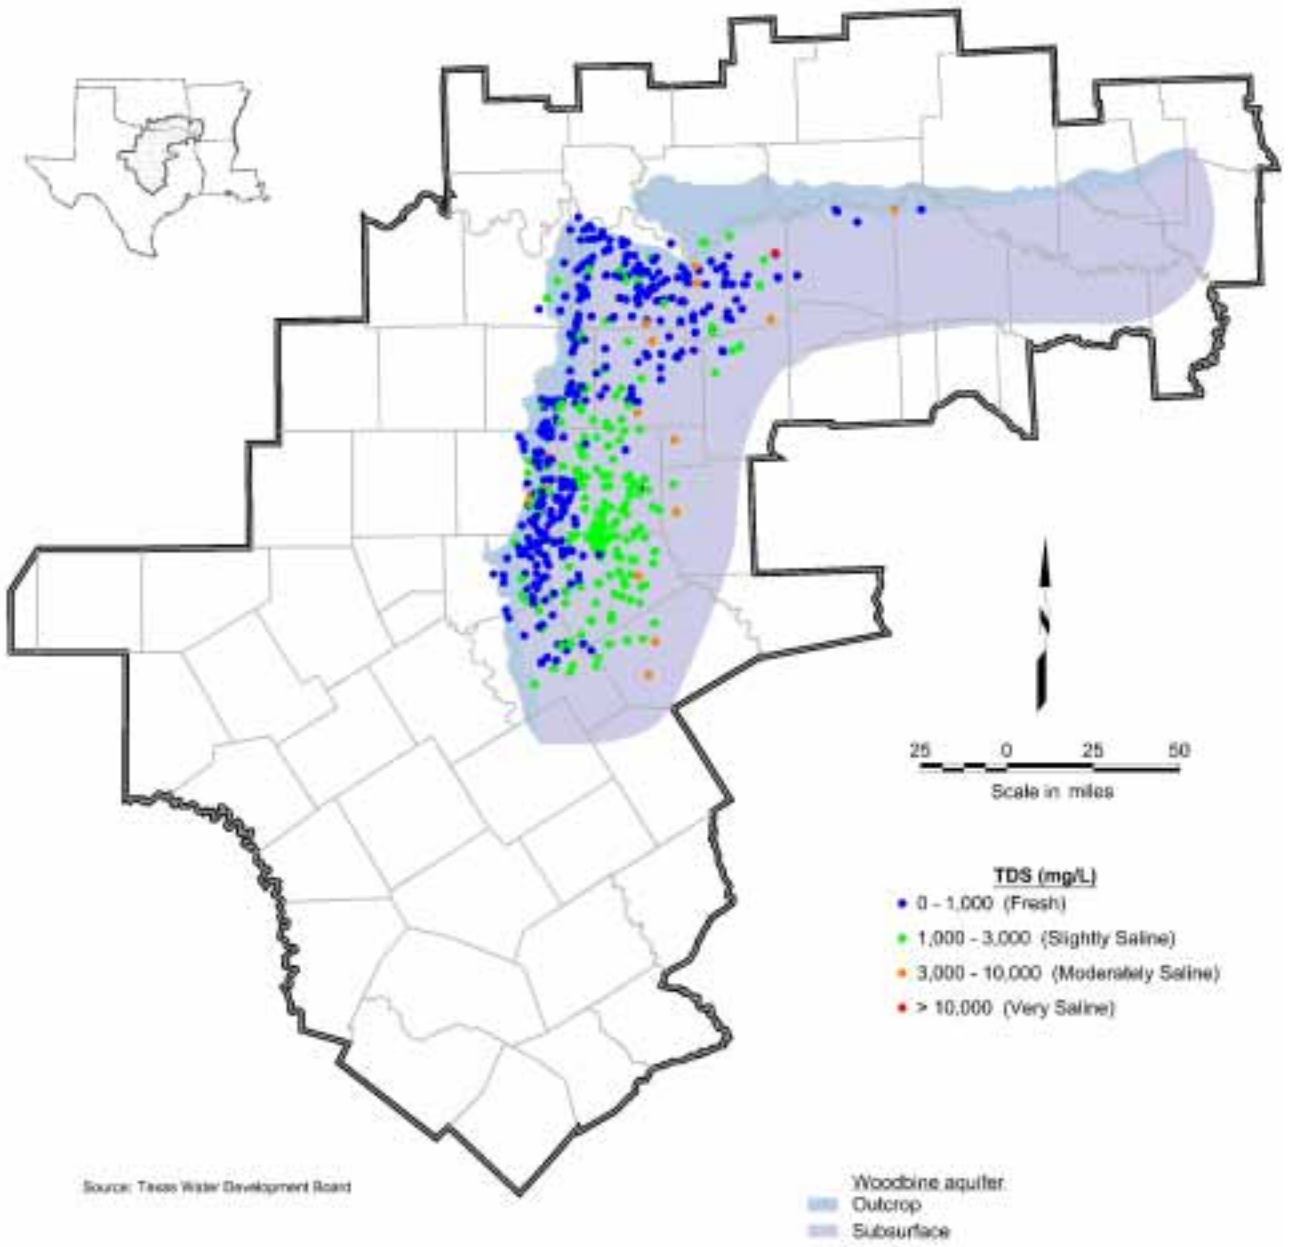 25 0 25 50
Scale in miles
TDS (mg/L)
0 - 1,000 (Fresh)
1,000 - 3,000 (Slightly Saline)
3,000 - 10,000 (Moderately Saline)
> 10,000 (Very Saline)
Source: Texas Water Development Board
Woodbine aquifer
Outcrop
Subsurface